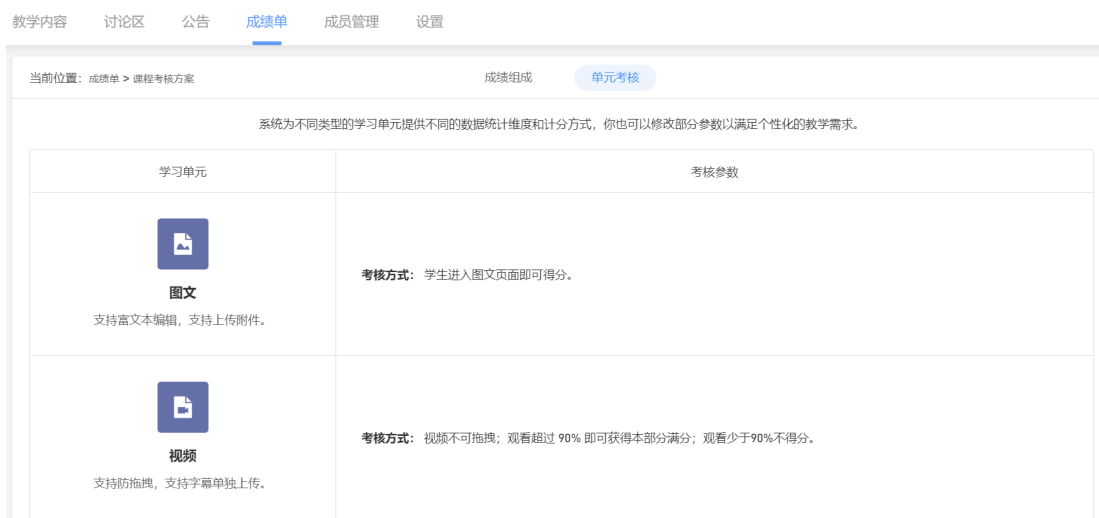 教学内容 讨论区 公告 成绩单 成员管理 设置
当前位置：成绩单 > 课程考核方案 成绩组成 单元考核
系统为不同类型的学习单元提供不同的数据统计维度和计分方式，你也可以修改部分参数以满足个性化的教学需求。
学习单元 考核参数
图文
支持富文本编辑，支持上传附件。
考核方式： 学生进入图文页面即可得分。
视频
支持防拖拽，支持字幕单独上传。
考核方式： 视频不可拖拽；观看超过 90% 即可获得本部分满分；观看少于90%不得分。